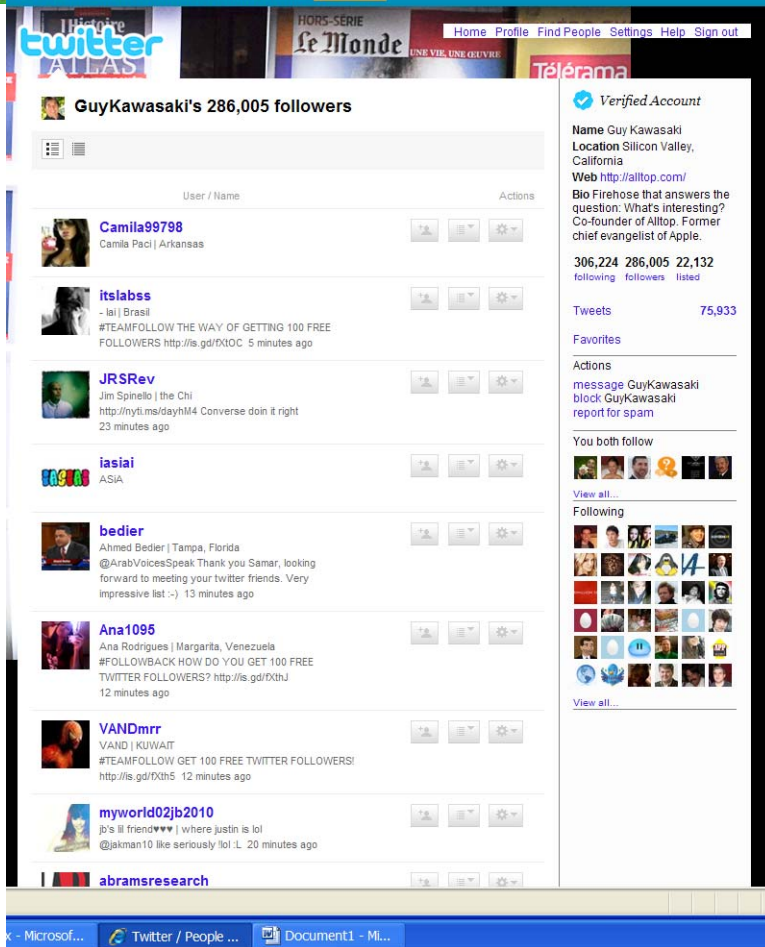 l'Histoire
ATLAS
HORS-SÉRIE
Le Monde
UNE VIE, UNE ŒUVRE
Télérama
twitter
Home Profile Find People Settings Help Sign out
GuyKawasaki's 286,005 followers
User / Name Actions
Camila99798
Camila Paci | Arkansas
itslabss
- lai | Brasil
#TEAMFOLLOW THE WAY OF GETTING 100 FREE
FOLLOWERS http://is.gd/fXtOC 5 minutes ago
JRSRev
Jim Spinello | the Chi
http://nyti.ms/dayhM4 Converse doin it right
23 minutes ago
iasiai
ASiA
bedier
Ahmed Bedier | Tampa, Florida
@ArabVoicesSpeak Thank you Samar, looking
forward to meeting your twitter friends. Very
impressive list :-) 13 minutes ago
Ana1095
Ana Rodrigues | Margarita, Venezuela
#FOLLOWBACK HOW DO YOU GET 100 FREE
TWITTER FOLLOWERS? http://is.gd/fXthJ
12 minutes ago
VANDmrr
VAND | KUWAIT
#TEAMFOLLOW GET 100 FREE TWITTER FOLLOWERS!
http://is.gd/fXth5 12 minutes ago
myworld02jb2010
jb's lil friend♥♥♥ | where justin is lol
@jakman10 like seriously !lol :L 20 minutes ago
abramsresearch
Verified Account
Name Guy Kawasaki
Location Silicon Valley,
California
Web http://alltop.com/
Bio Firehose that answers the
question: What's interesting?
Co-founder of Alltop. Former
chief evangelist of Apple.
306,224 286,005 22,132
following followers listed
Tweets 75,933
Favorites
Actions
message GuyKawasaki
block GuyKawasaki
report for spam
You both follow
View all...
Following
View all...
x - Microsof... Twitter / People ... Document1 - Mi...